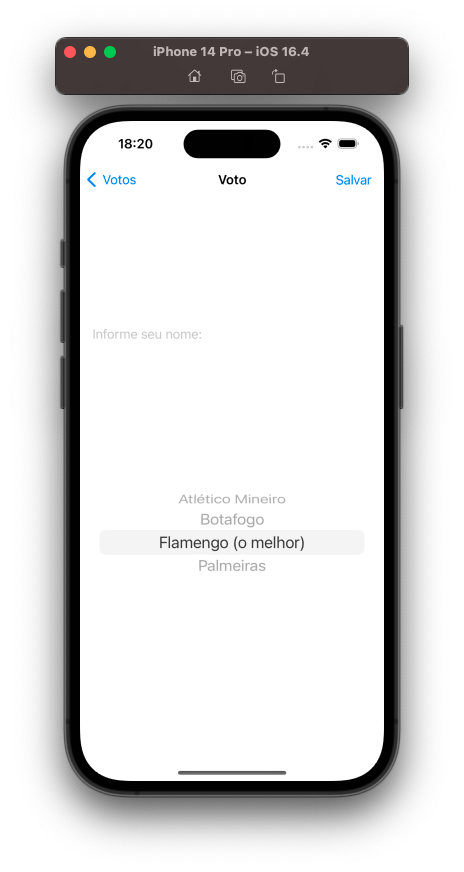 iPhone 14 Pro – iOS 16.4
18:20
Votos
Voto
Salvar
Informe seu nome:
Atlético Mineiro
Botafogo
Flamengo (o melhor)
Palmeiras